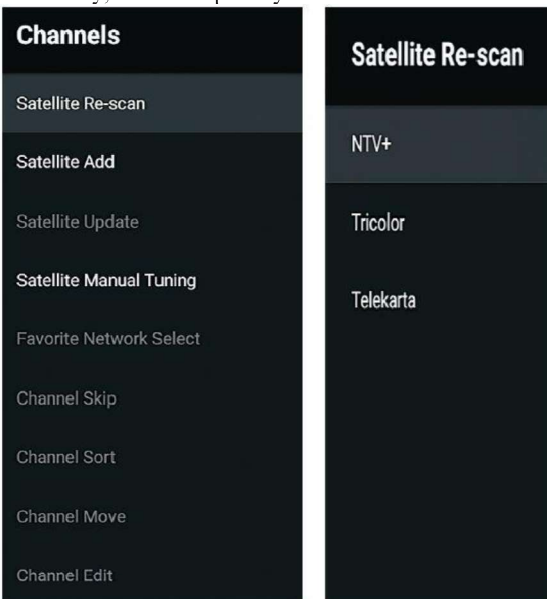 Channels
Satellite Re-scan
Satellite Add
Satellite Update
Satellite Manual Tuning
Favorite Network Select
Channel Skip
Channel Sort
Channel Move
Channel Edit
Satellite Re-scan
NTV+
Tricolor
Telekarta